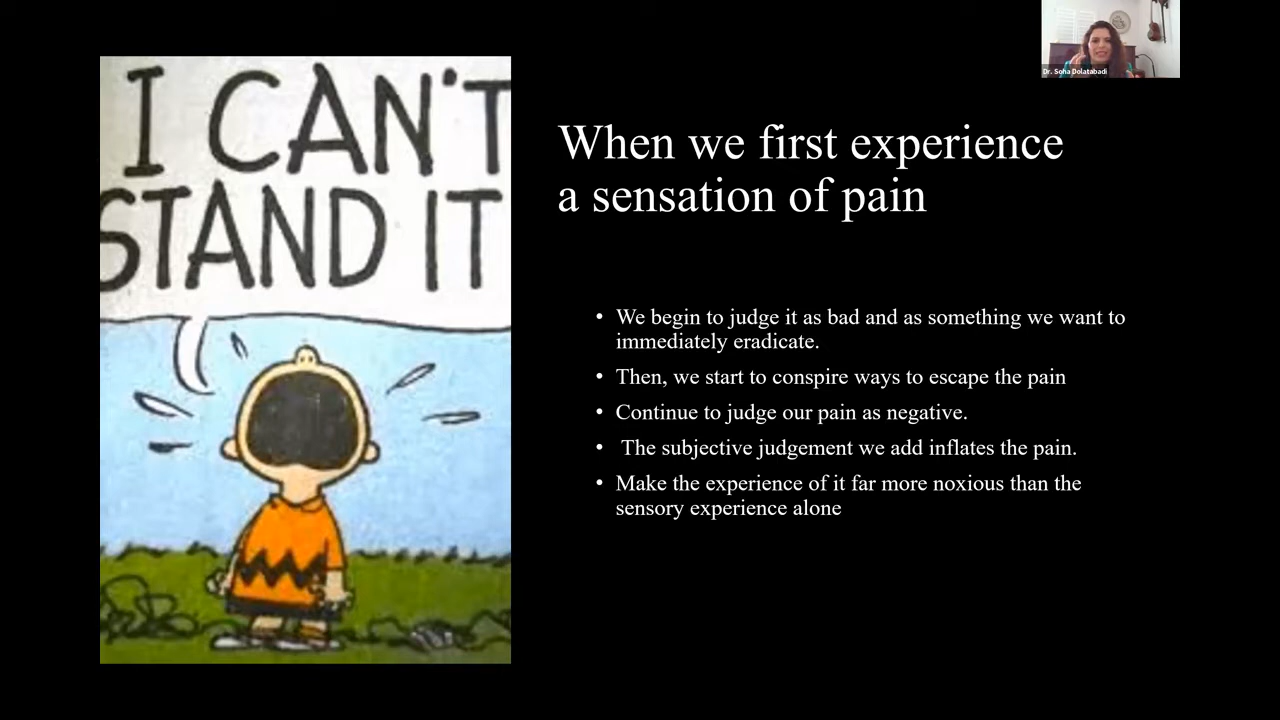 Dr. Soha Dolatabadi
I CAN'T
STAND IT
When we first experience
a sensation of pain
• We begin to judge it as bad and as something we want to
immediately eradicate.
• Then, we start to conspire ways to escape the pain
• Continue to judge our pain as negative.
• The subjective judgement we add inflates the pain.
• Make the experience of it far more noxious than the
sensory experience alone